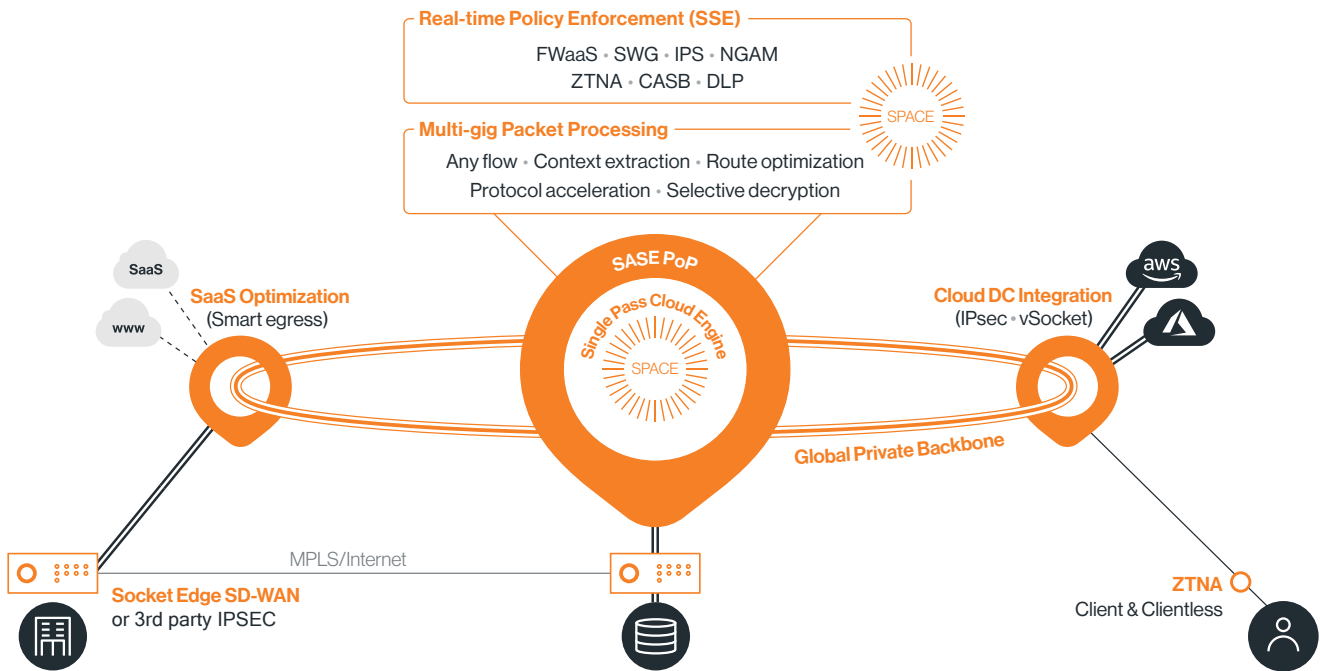 Real-time Policy Enforcement (SSE)
FWaaS • SWG • IPS • NGAM
ZTNA • CASB • DLP
SPACE
Multi-gig Packet Processing
Any flow • Context extraction • Route optimization
Protocol acceleration • Selective decryption
SASE PoP
Single Pass Cloud Engine
SPACE
SaaS
www
SaaS Optimization
(Smart egress)
Cloud DC Integration
(IPsec • vSocket)
aws
Global Private Backbone
MPLS/Internet
Socket Edge SD-WAN
or 3rd party IPSEC
ZTNA
Client & Clientless